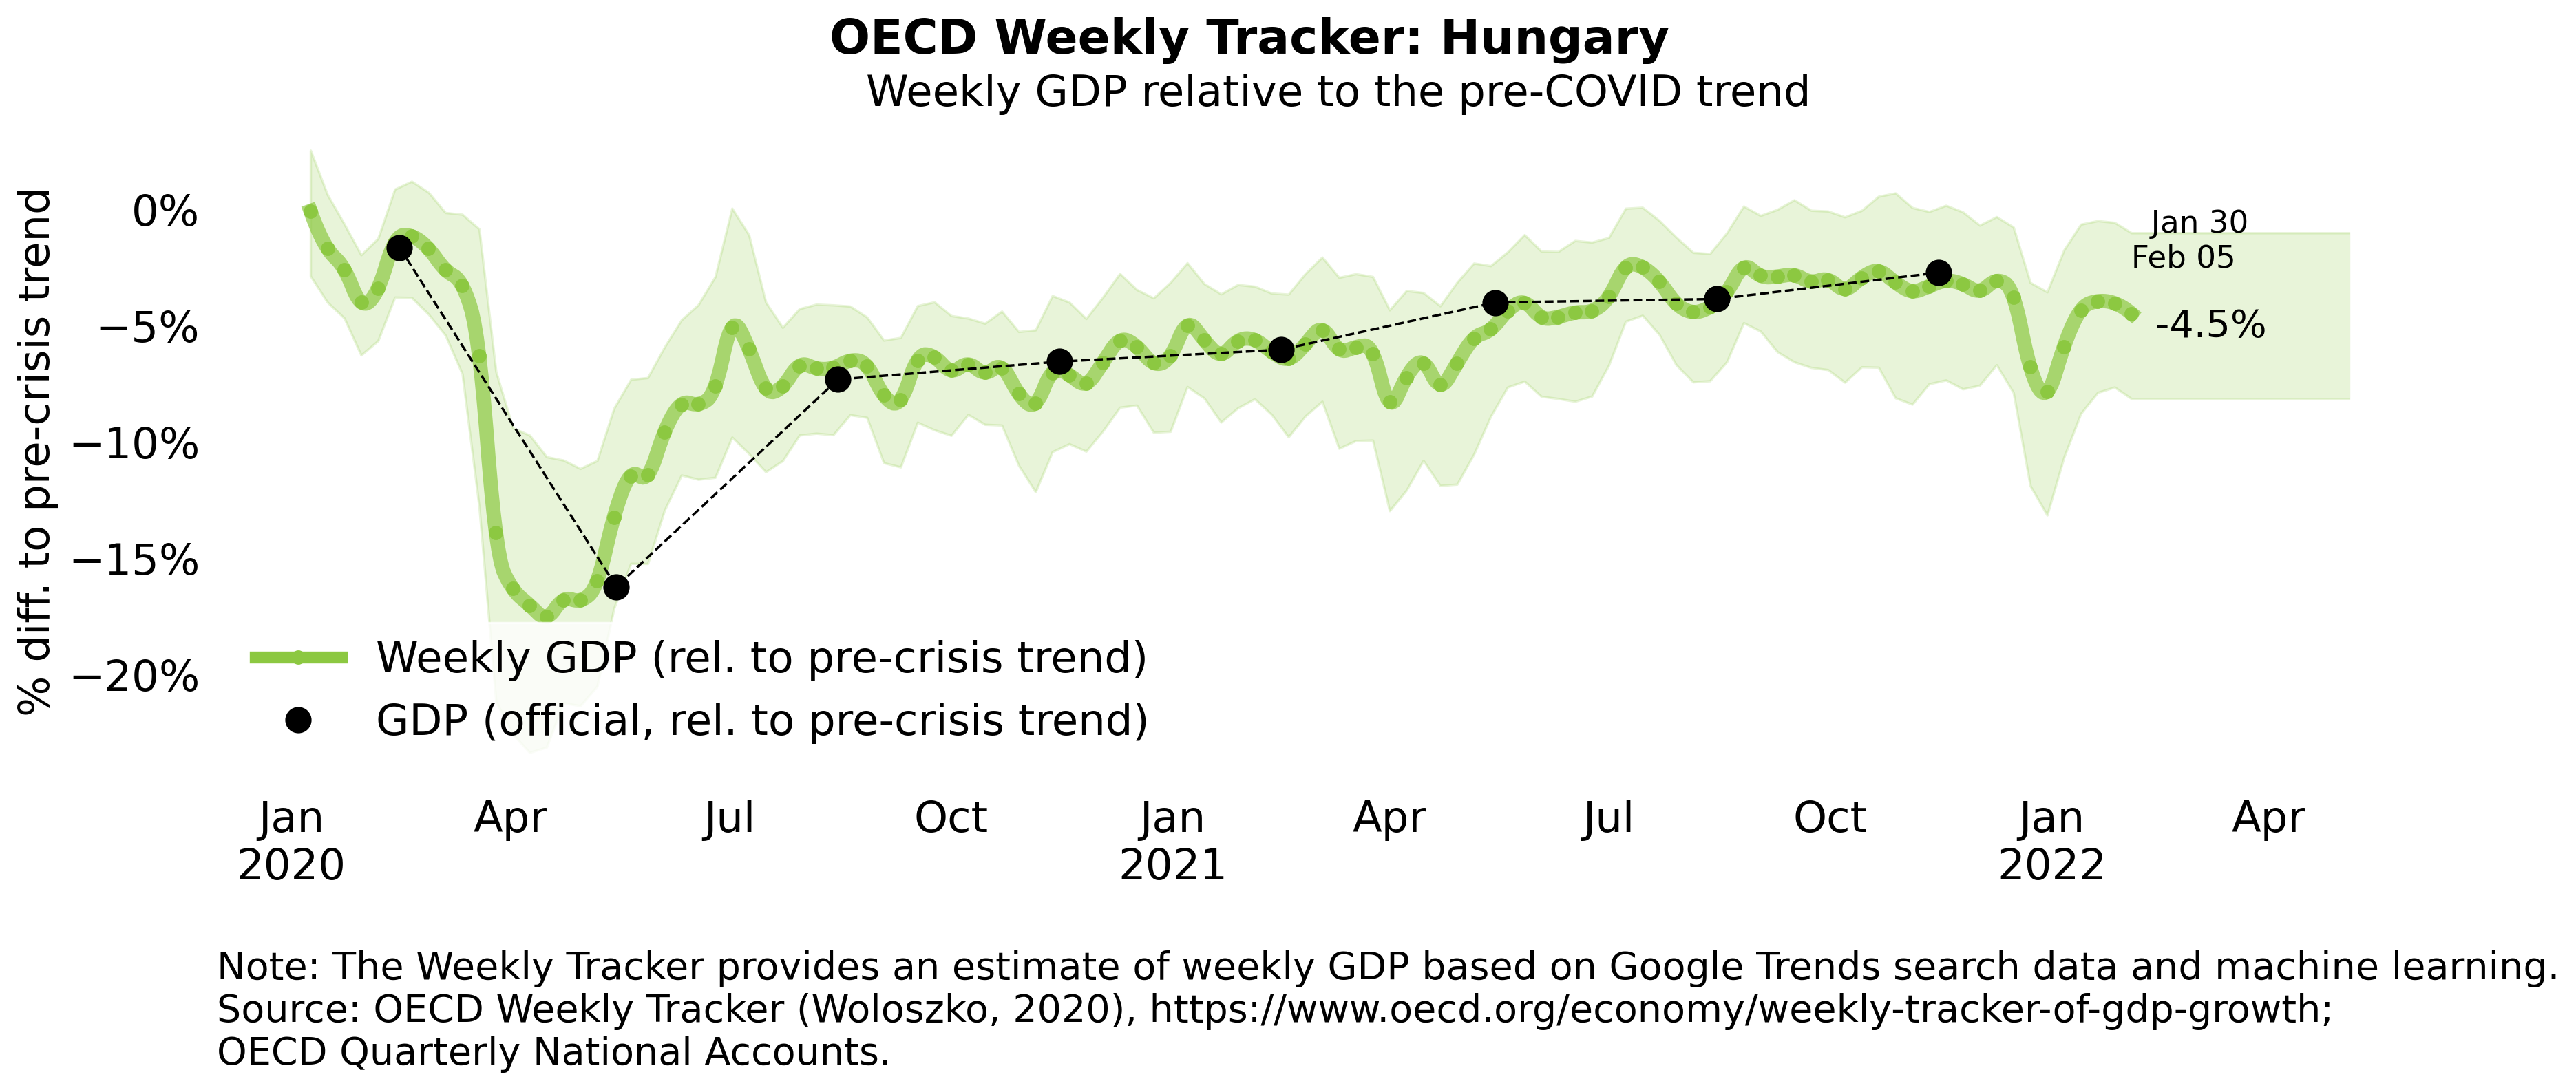 OECD Weekly Tracker: Hungary
Weekly GDP relative to the pre-COVID trend
% diff. to pre-crisis trend
0%
−5%
−10%
−15%
−20%
Jan 30
Feb 05
-4.5%
Weekly GDP (rel. to pre-crisis trend)
GDP (official, rel. to pre-crisis trend)
Jan Apr Jul Oct Jan Apr Jul Oct Jan Apr
2020 2021 2022
Note: The Weekly Tracker provides an estimate of weekly GDP based on Google Trends search data and machine learning.
Source: OECD Weekly Tracker (Woloszko, 2020), https://www.oecd.org/economy/weekly-tracker-of-gdp-growth;
OECD Quarterly National Accounts.